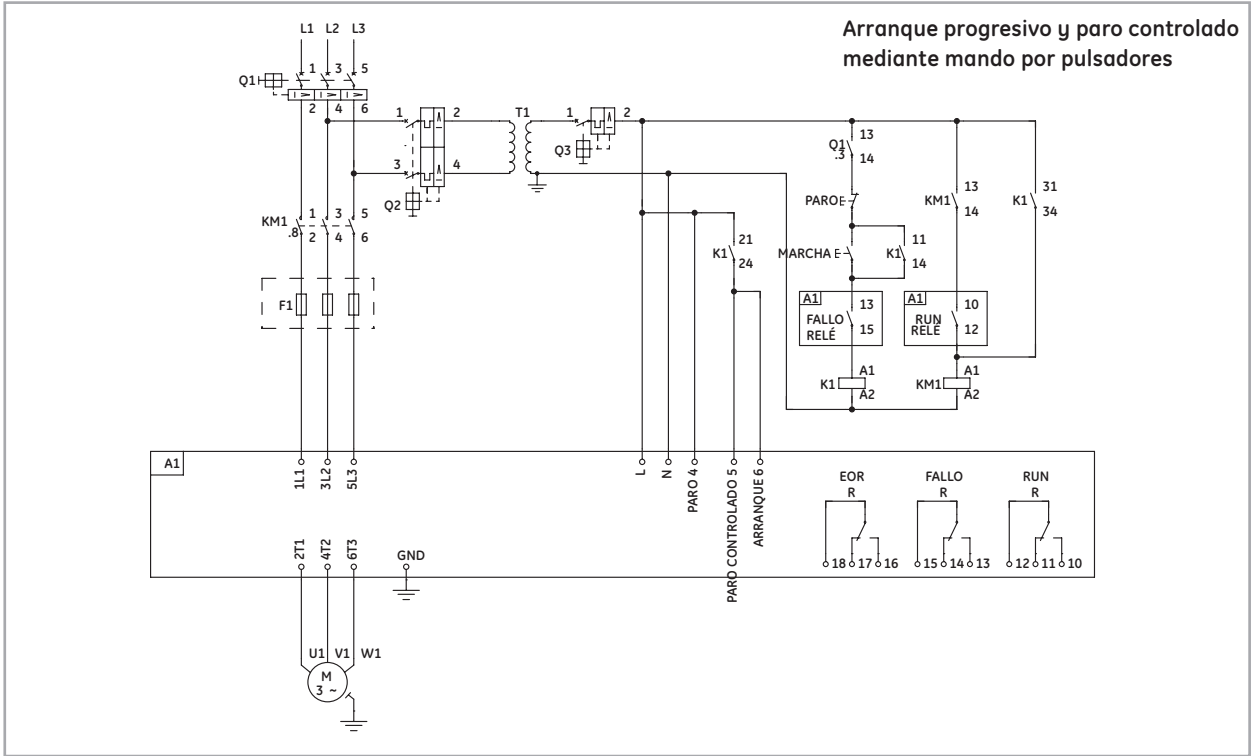 Arranque progresivo y paro controlado
mediante mando por pulsadores
L1 L2 L3
Q1 1 3 5
2 4 6
1 2 T1 1 2
3 4
Q2
Q3
13
Q1
.3 14
PARO E
KM1 13
14
K1 31
34
KM1 1 3 5
.8 2 4 6
K1 21
24
MARCHA E
K1 11
14
F1
A1 13
FALLO
RELÉ 15
A1 10
RUN
RELÉ 12
K1 A1
A2
KM1 A1
A2
A1
1L1
3L2
5L3
L
N
PARO 4
PARO CONTROLADO 5
ARRANQUE 6
EOR
R
FALLO
R
RUN
R
18 17 16
15 14 13
12 11 10
2T1
4T2
6T3
GND
U1 V1 W1
M
3 ~